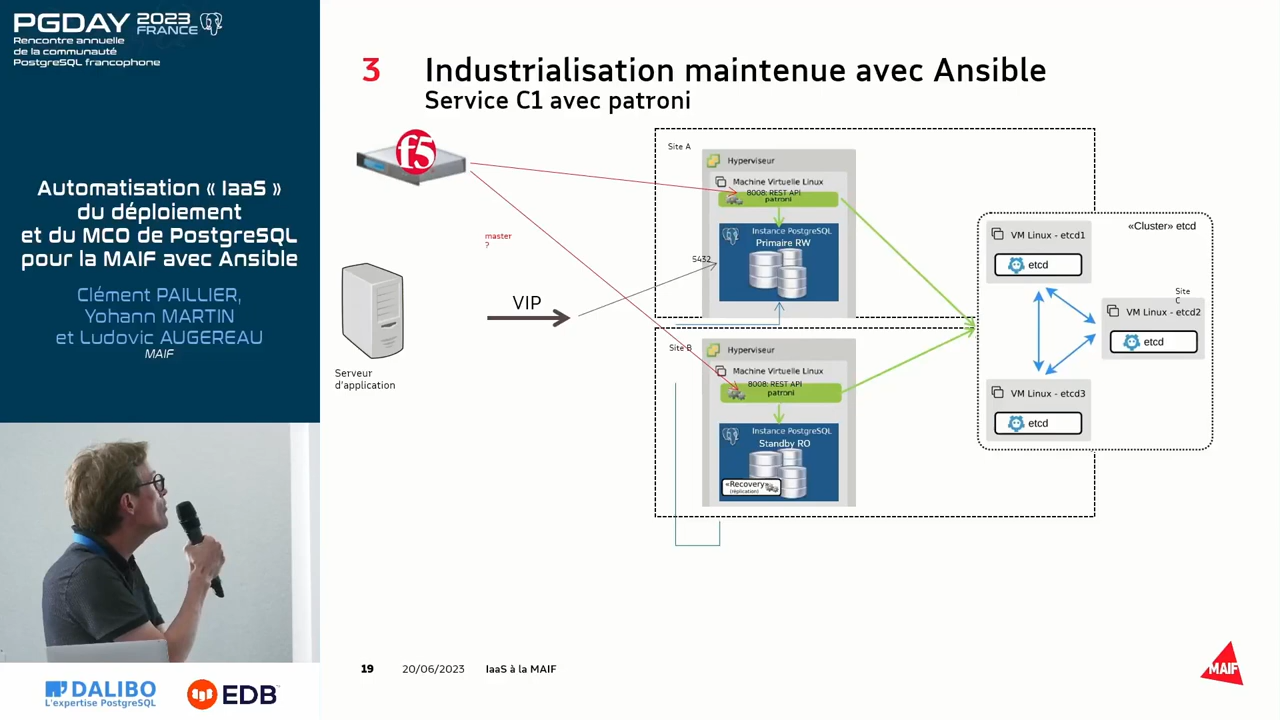 PGDAY 2023 FRANCE
Rencontre annuelle
de la communauté
PostgreSQL francophone
Automatisation « IaaS »
du déploiement
et du MCO de PostgreSQL
pour la MAIF avec Ansible
Clément PAILLIER,
Yohann MARTIN
et Ludovic AUGEREAU
MAIF
DALIBO
L'expertise PostgreSQL
EDB
3 Industrialisation maintenue avec Ansible
Service C1 avec patroni
f5
master
?
Serveur
d'application
VIP
5432
Site A
Hyperviseur
Machine Virtuelle Linux
8008: REST API
patroni
Instance PostgreSQL
Primaire RW
Site B
Hyperviseur
Machine Virtuelle Linux
8008: REST API
patroni
Instance PostgreSQL
Standby RO
«Recovery»
(réplication)
«Cluster» etcd
VM Linux - etcd1
etcd
Site
C
VM Linux - etcd2
etcd
VM Linux - etcd3
etcd
19 20/06/2023 IaaS à la MAIF
MAIF